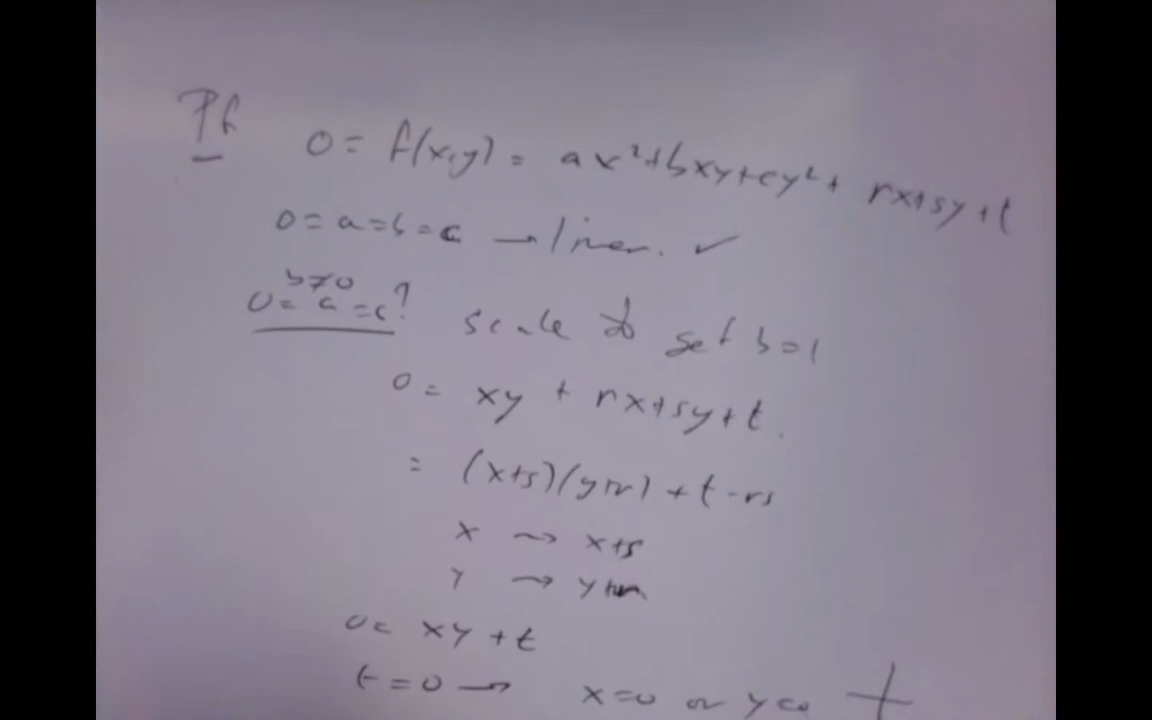 Pf
0 = f(x,y) = ax²+bxy+cy²+ rx+sy+t
0=a=b=c → linear. ✓
b≠0
0=a=c? scale to set b=1
0 = xy + rx+sy+t.
= (x+s)(y+r) + t-rs
x → x+s
y → y+r
0= xy + t
t=0 → x=0 or y=0